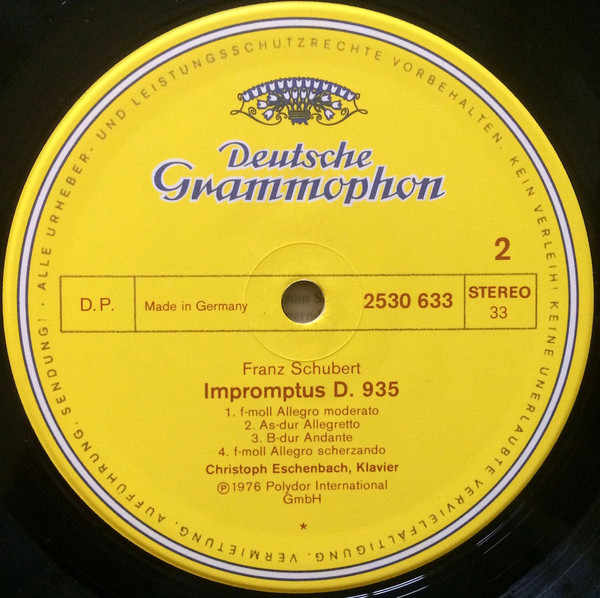 ALLE URHEBER- UND LEISTUNGSSCHUTZRECHTE VORBEHALTEN. KEIN VERLEIH! KEINE UNERLAUBTE VERVIELFÄLTIGUNG, VERMIETUNG, AUFFÜHRUNG, SENDUNG! ·
Deutsche
Grammophon
2
D.P.
Made in Germany
2530 633
STEREO
33
Franz Schubert
Impromptus D. 935
1. f-moll Allegro moderato
2. As-dur Allegretto
3. B-dur Andante
4. f-moll Allegro scherzando
Christoph Eschenbach, Klavier
℗ 1976 Polydor International
GmbH
*